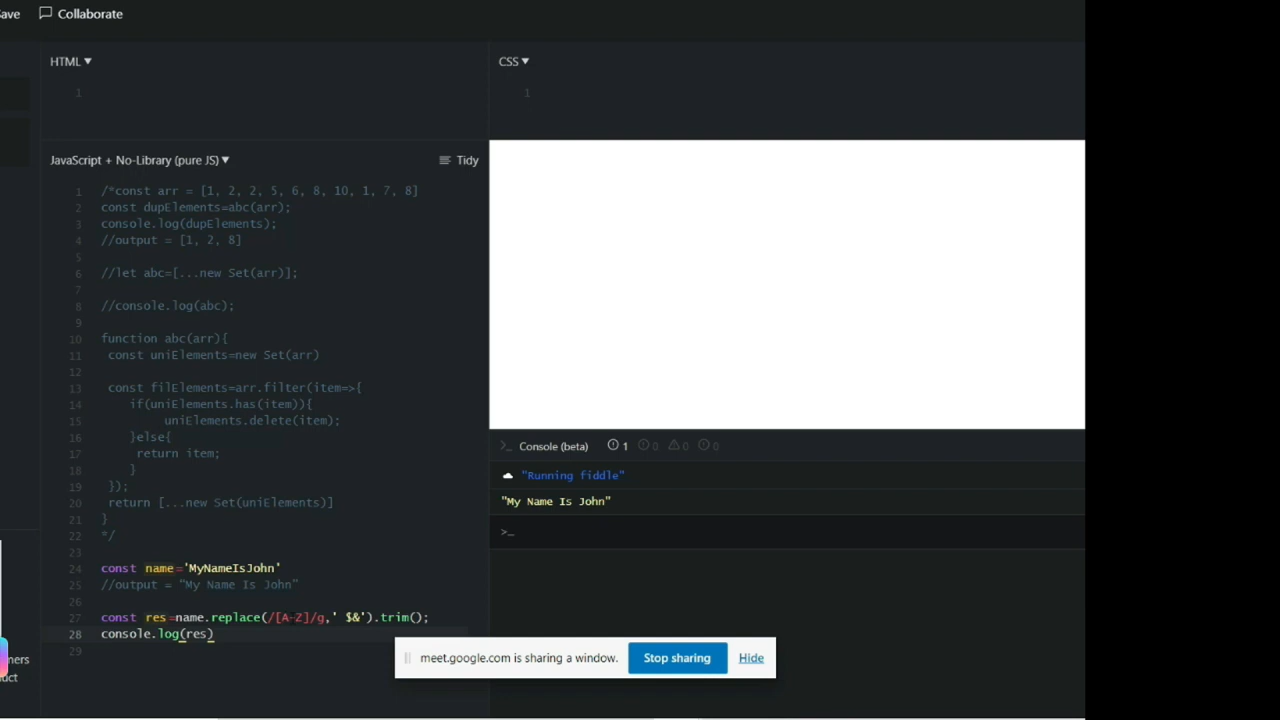 Collaborate
HTML
1
CSS
1
JavaScript + No-Library (pure JS)
Tidy
1 /*const arr = [1, 2, 2, 5, 6, 8, 10, 1, 7, 8]
2 const dupElements=abc(arr);
3 console.log(dupElements);
4 //output = [1, 2, 8]
5
6 //let abc=[...new Set(arr)];
7
8 //console.log(abc);
9
10 function abc(arr){
11 const uniElements=new Set(arr)
12
13 const filElements=arr.filter(item=>{
14 if(uniElements.has(item)){
15 uniElements.delete(item);
16 }else{
17 return item;
18 }
19 });
20 return [...new Set(uniElements)]
21 }
22 */
23
24 const name='MyNameIsJohn'
25 //output = "My Name Is John"
26
27 const res=name.replace(/[A-Z]/g,' $&').trim();
28 console.log(res)
29
Console (beta) 1 0 0 0
"Running fiddle"
"My Name Is John"
>_
meet.google.com is sharing a window. Stop sharing Hide